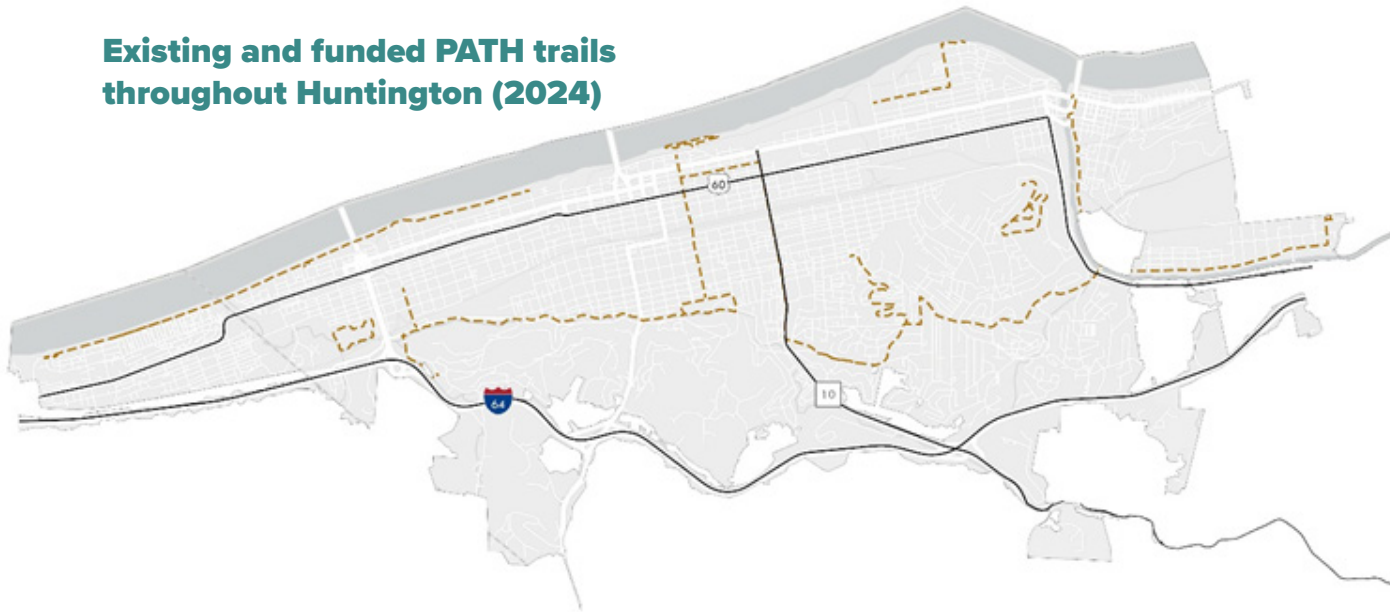 Existing and funded PATH trails
throughout Huntington (2024)
60
64
10